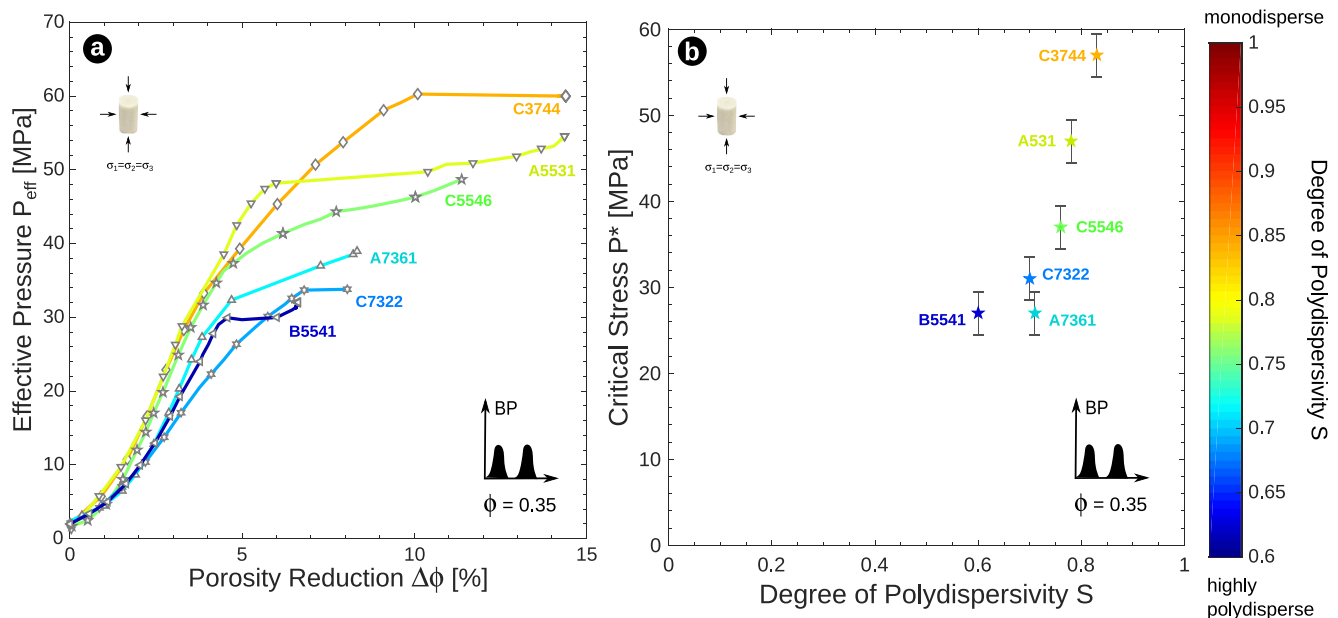 a
70
60
50
40
30
20
10
0
Effective Pressure P_eff [MPa]
σ₁=σ₂=σ₃
C3744
A5531
C5546
A7361
C7322
B5541
BP
ϕ = 0.35
0 5 10 15
Porosity Reduction Δϕ [%]
b
60
50
40
30
20
10
0
Critical Stress P* [MPa]
σ₁=σ₂=σ₃
C3744
A531
C5546
C7322
B5541
A7361
BP
ϕ = 0.35
0 0.2 0.4 0.6 0.8 1
Degree of Polydispersivity S
monodisperse
1
0.95
0.9
0.85
0.8
0.75
0.7
0.65
0.6
highly
polydisperse
Degree of Polydispersivity S